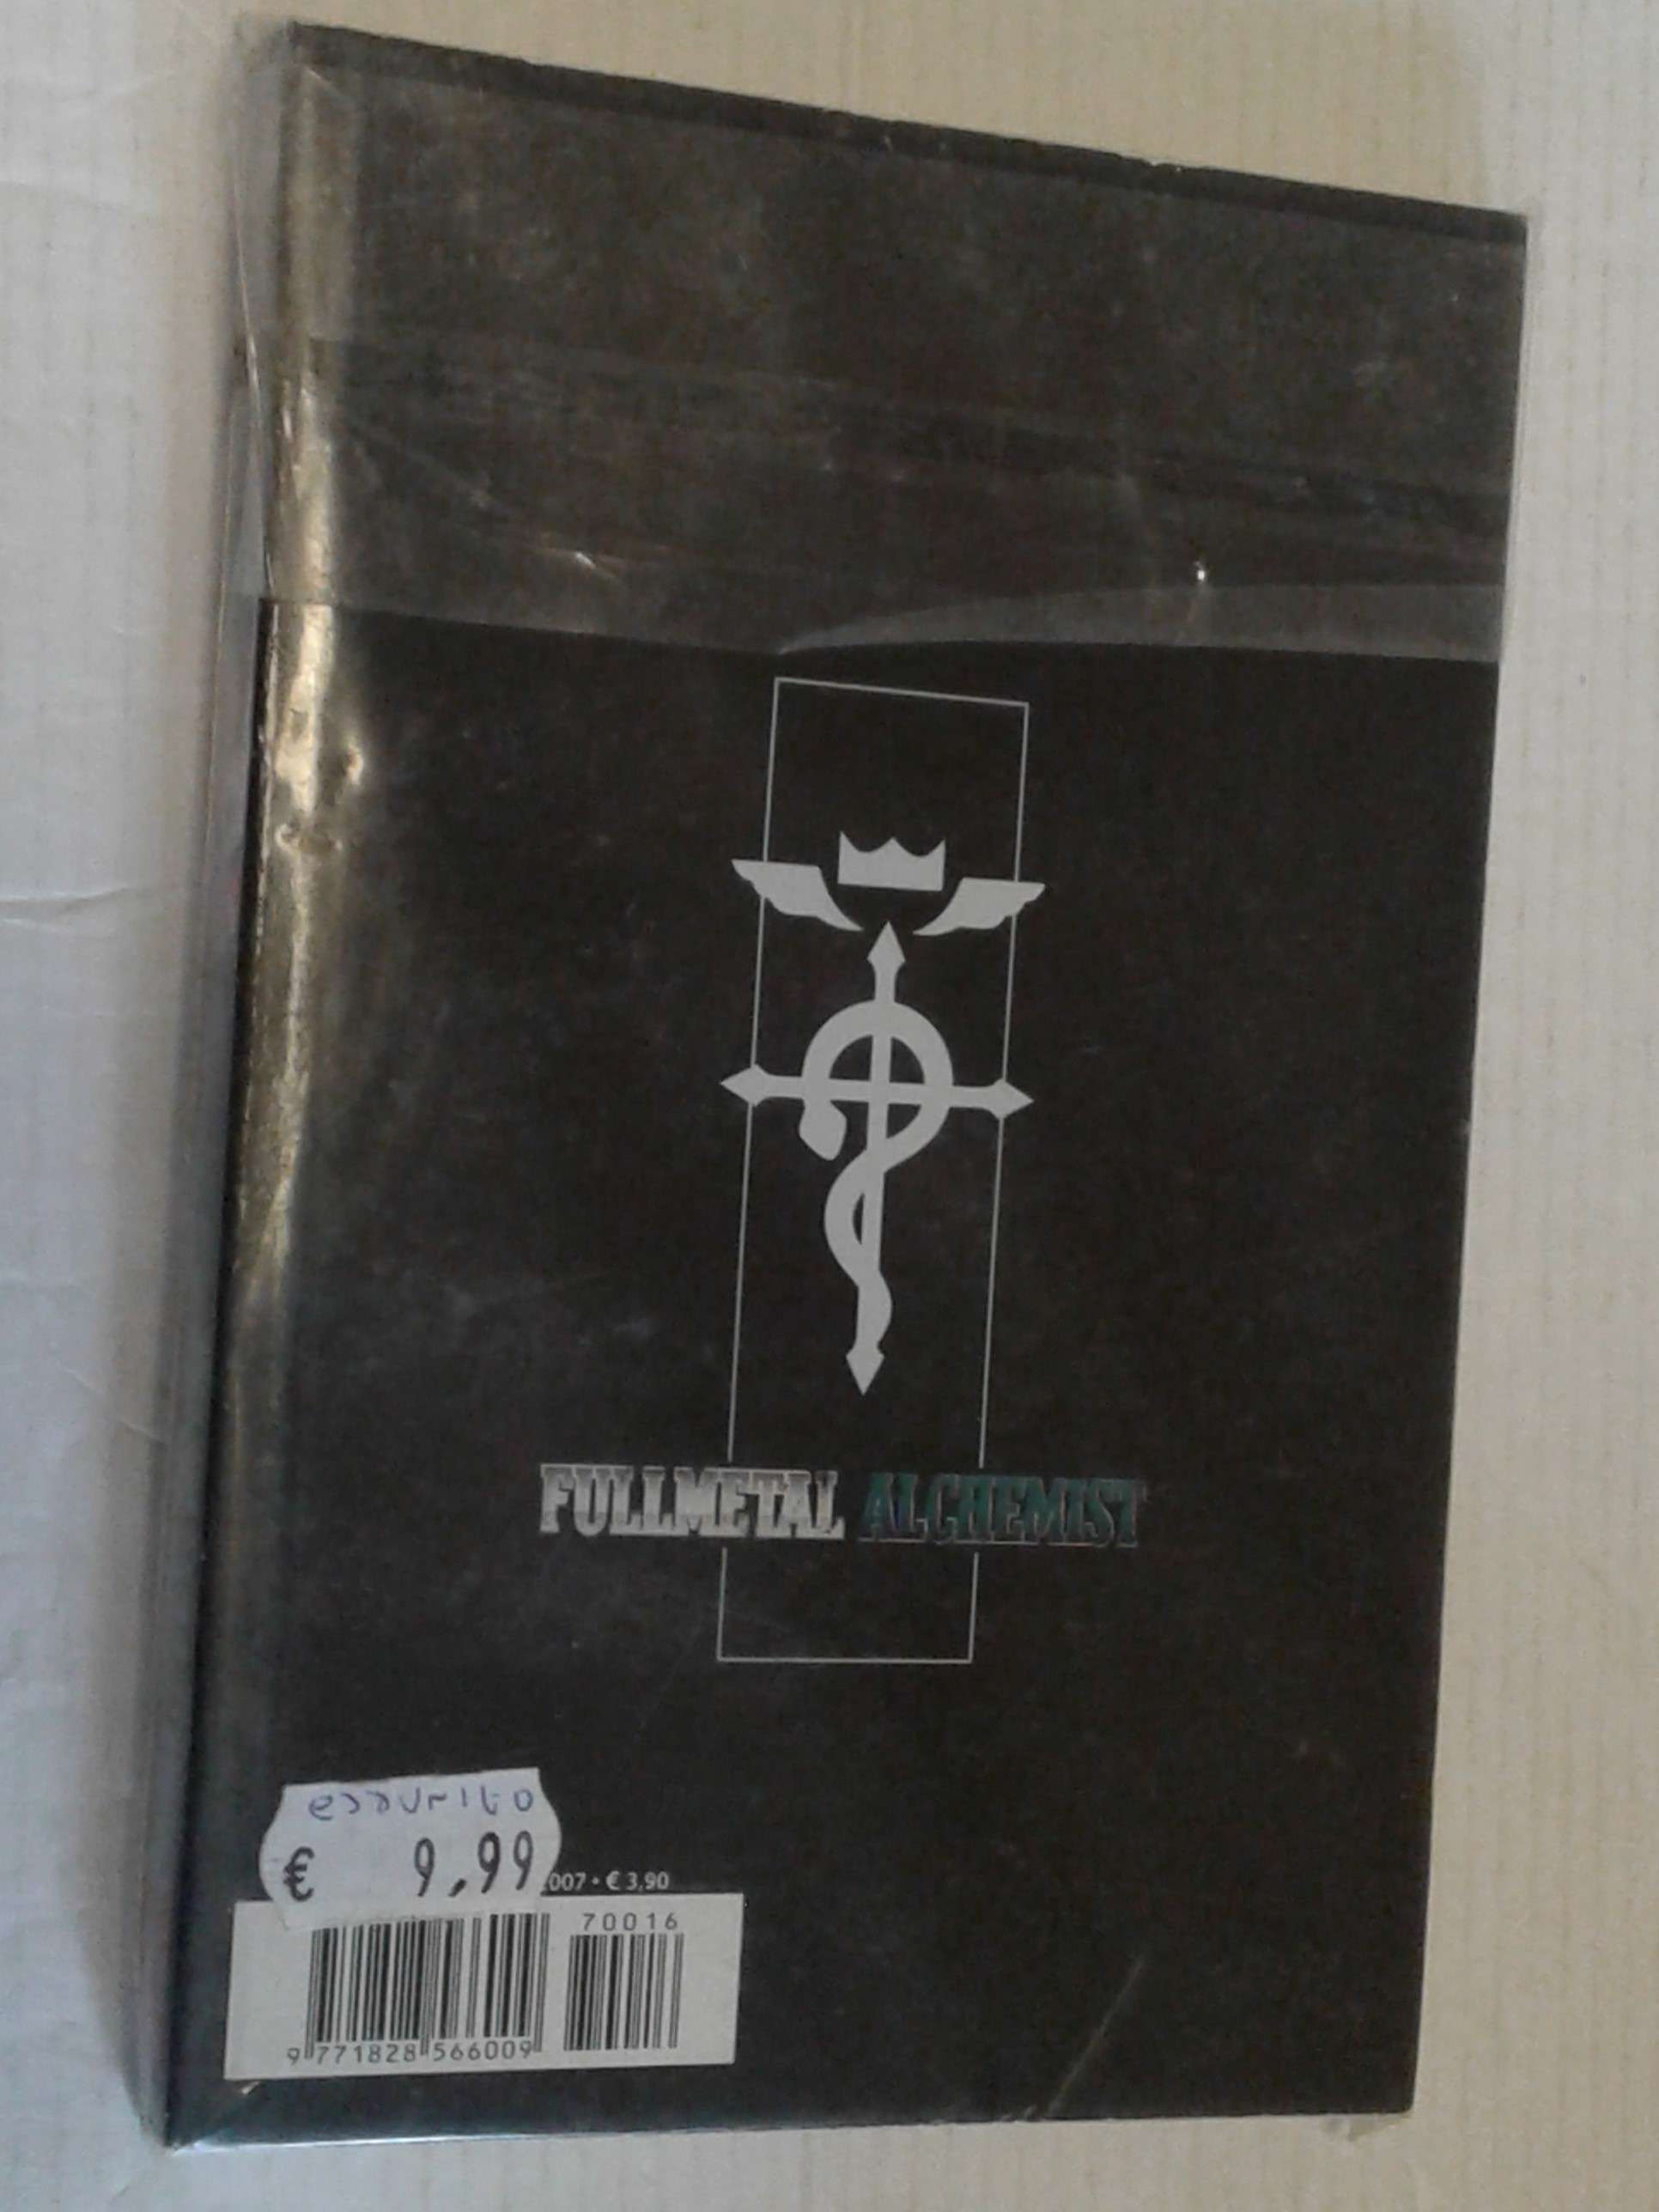 FULLMETAL ALCHEMIST
esaurito
€ 9,99
007 • € 3,90
70016
9 771828 566009